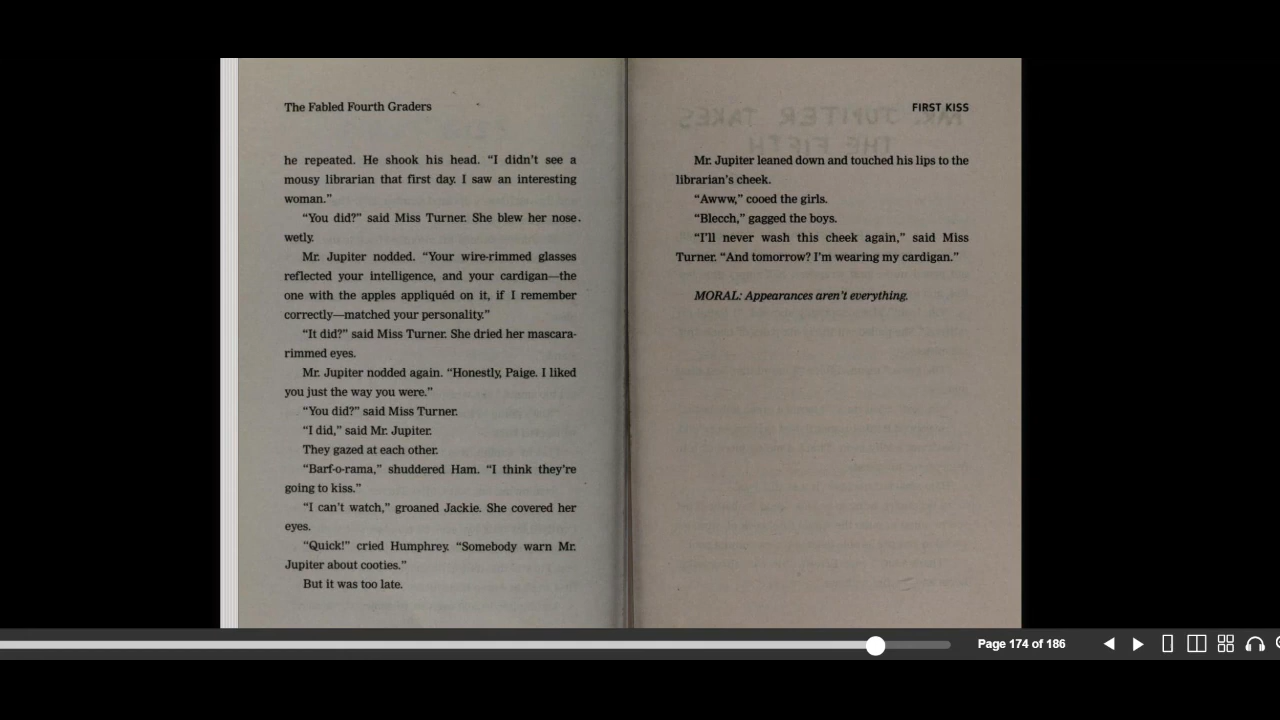 The Fabled Fourth Graders
he repeated. He shook his head. “I didn’t see a
mousy librarian that first day. I saw an interesting
woman.”
“You did?” said Miss Turner. She blew her nose
wetly.
Mr. Jupiter nodded. “Your wire-rimmed glasses
reflected your intelligence, and your cardigan—the
one with the apples appliquéd on it, if I remember
correctly—matched your personality.”
“It did?” said Miss Turner. She dried her mascara-
rimmed eyes.
Mr. Jupiter nodded again. “Honestly, Paige. I liked
you just the way you were.”
“You did?” said Miss Turner.
“I did,” said Mr. Jupiter.
They gazed at each other.
“Barf-o-rama,” shuddered Ham. “I think they’re
going to kiss.”
“I can’t watch,” groaned Jackie. She covered her
eyes.
“Quick!” cried Humphrey. “Somebody warn Mr.
Jupiter about cooties.”
But it was too late.
FIRST KISS
MR. JUPITER TAKES
THE FIFTH
Mr. Jupiter leaned down and touched his lips to the
librarian’s cheek.
“Awww,” cooed the girls.
“Blecch,” gagged the boys.
“I’ll never wash this cheek again,” said Miss
Turner. “And tomorrow? I’m wearing my cardigan.”
MORAL: Appearances aren’t everything.
Page 174 of 186